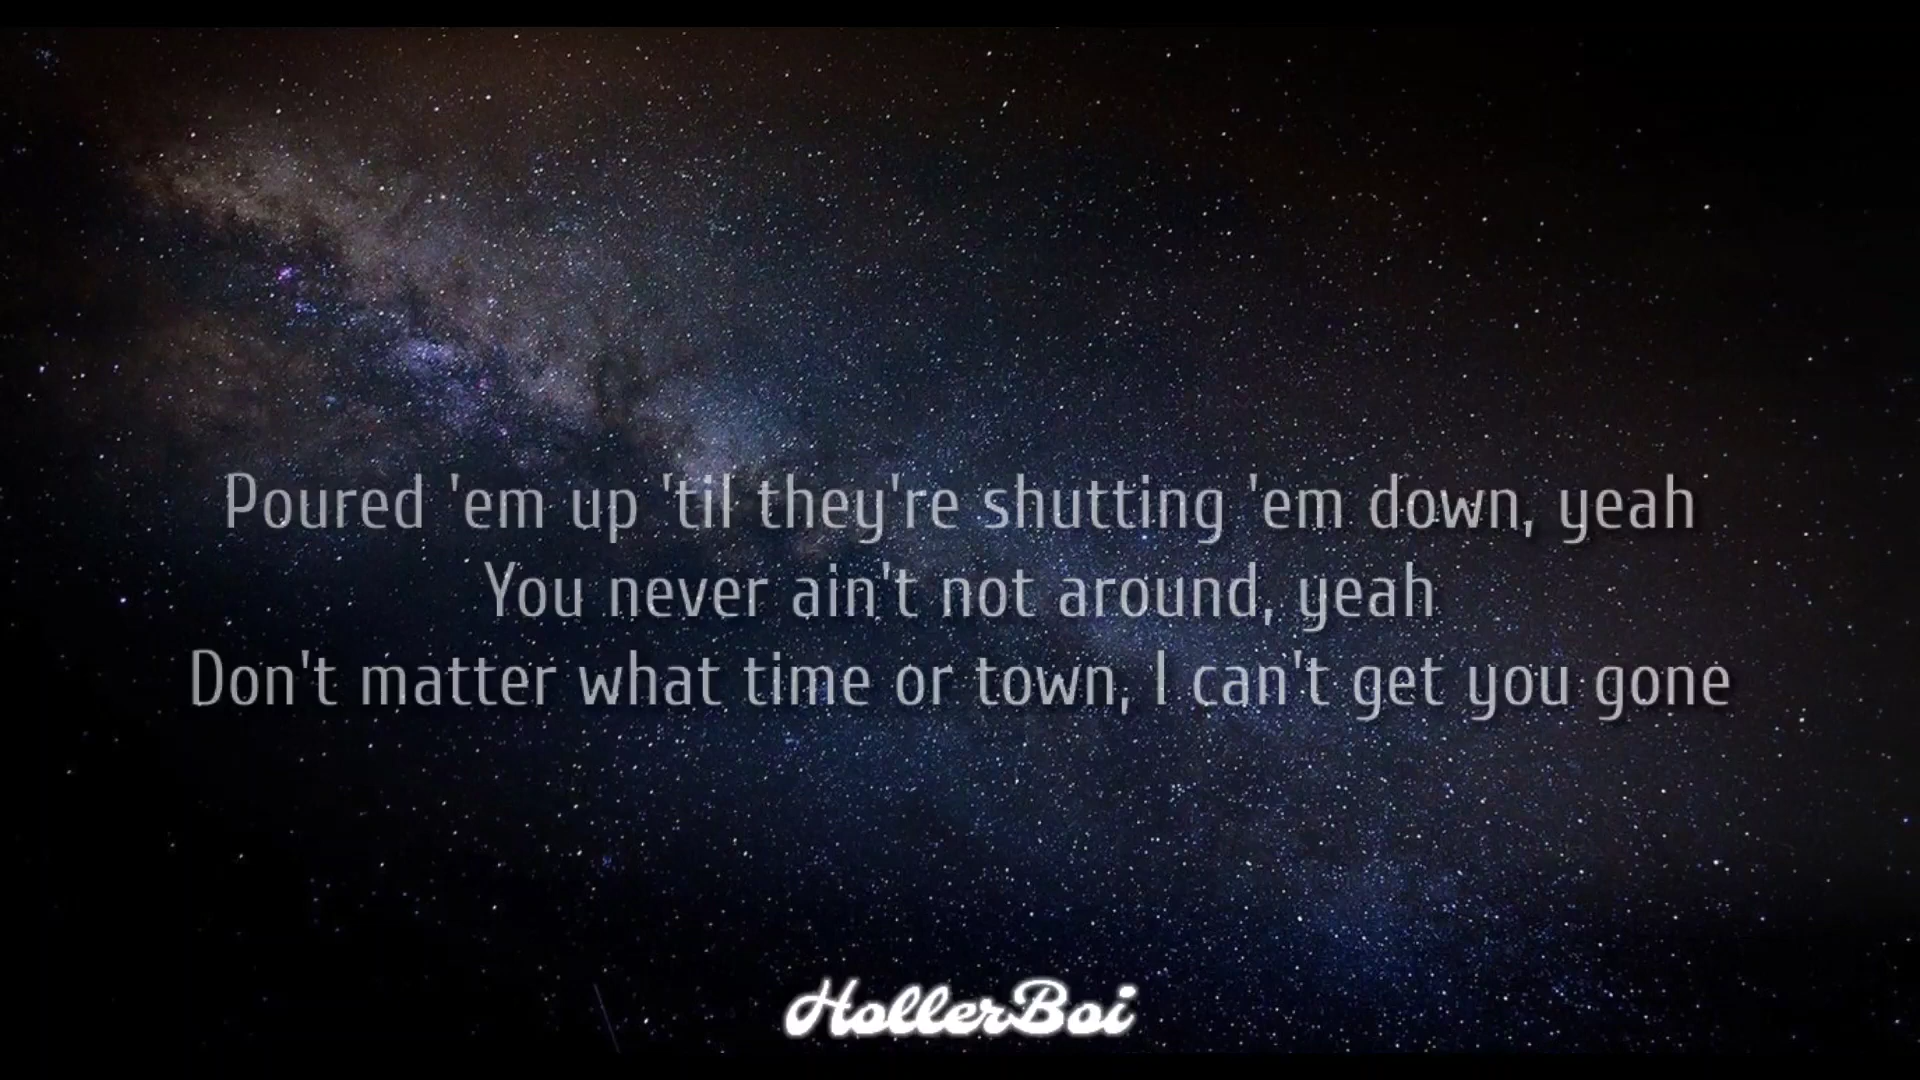 Poured 'em up 'til they're shutting 'em down, yeah
You never ain't not around, yeah
Don't matter what time or town, I can't get you gone
HollerBoi